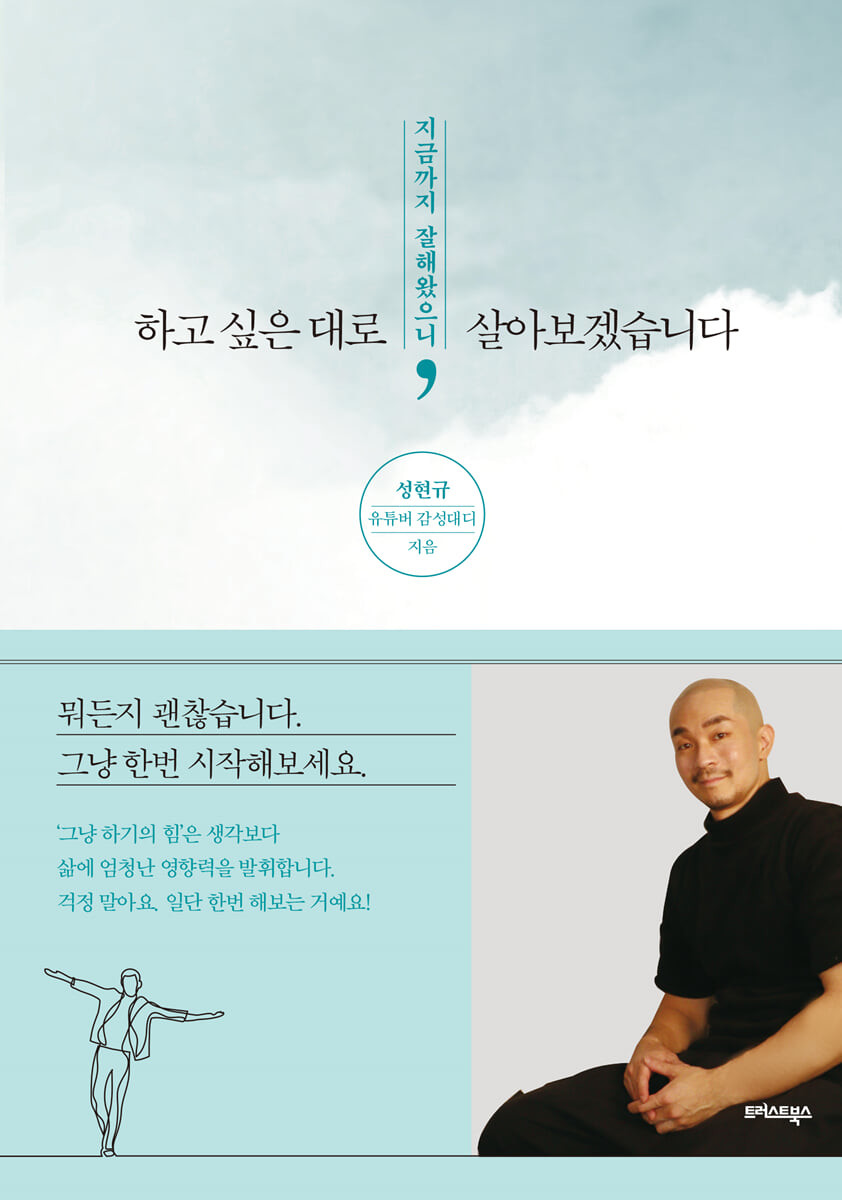 지금까지 잘해왔으니,
하고 싶은 대로 살아보겠습니다
성현규
유튜버 감성대디
지음
뭐든지 괜찮습니다.
그냥 한번 시작해보세요.
‘그냥 하기의 힘’은 생각보다
삶에 엄청난 영향력을 발휘합니다.
걱정 말아요. 일단 한번 해보는 거예요!
트러스트북스